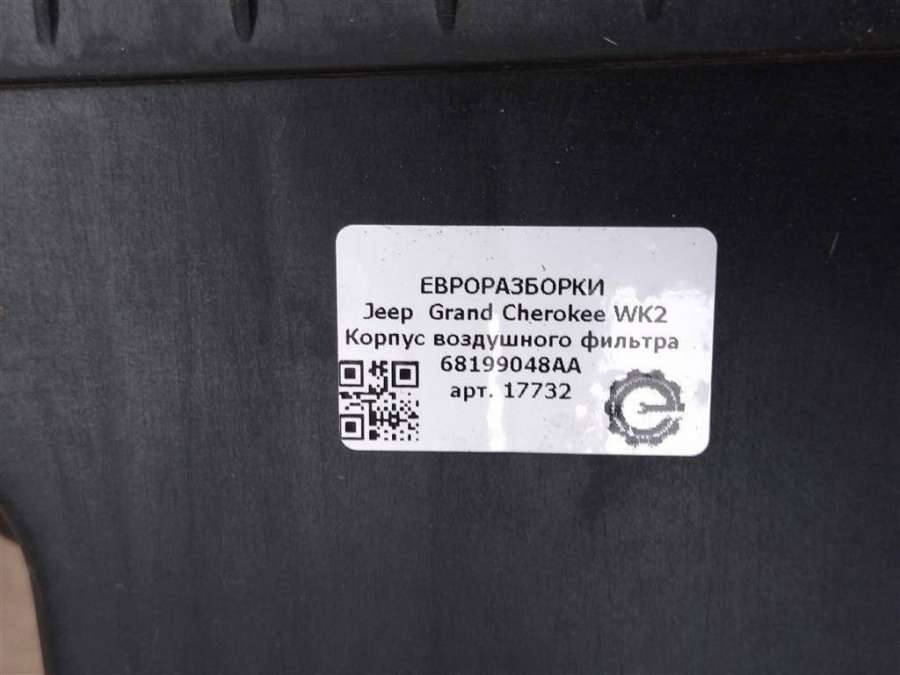 ЕВРОРАЗБОРКИ
Jeep Grand Cherokee WK2
Корпус воздушного фильтра
68199048AA
арт. 17732